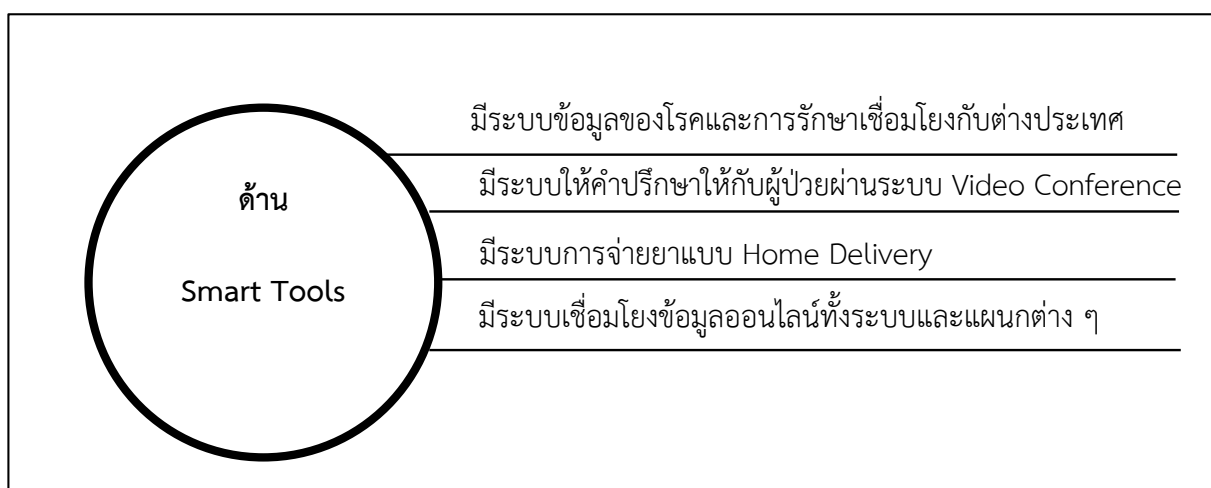 มีระบบข้อมูลของโรคและการรักษาเชื่อมโยงกับต่างประเทศ
มีระบบให้คำปรึกษาให้กับผู้ป่วยผ่านระบบ Video Conference
ด้าน
มีระบบการจ่ายยาแบบ Home Delivery
Smart Tools
มีระบบเชื่อมโยงข้อมูลออนไลน์ทั้งระบบและแผนกต่าง ๆ